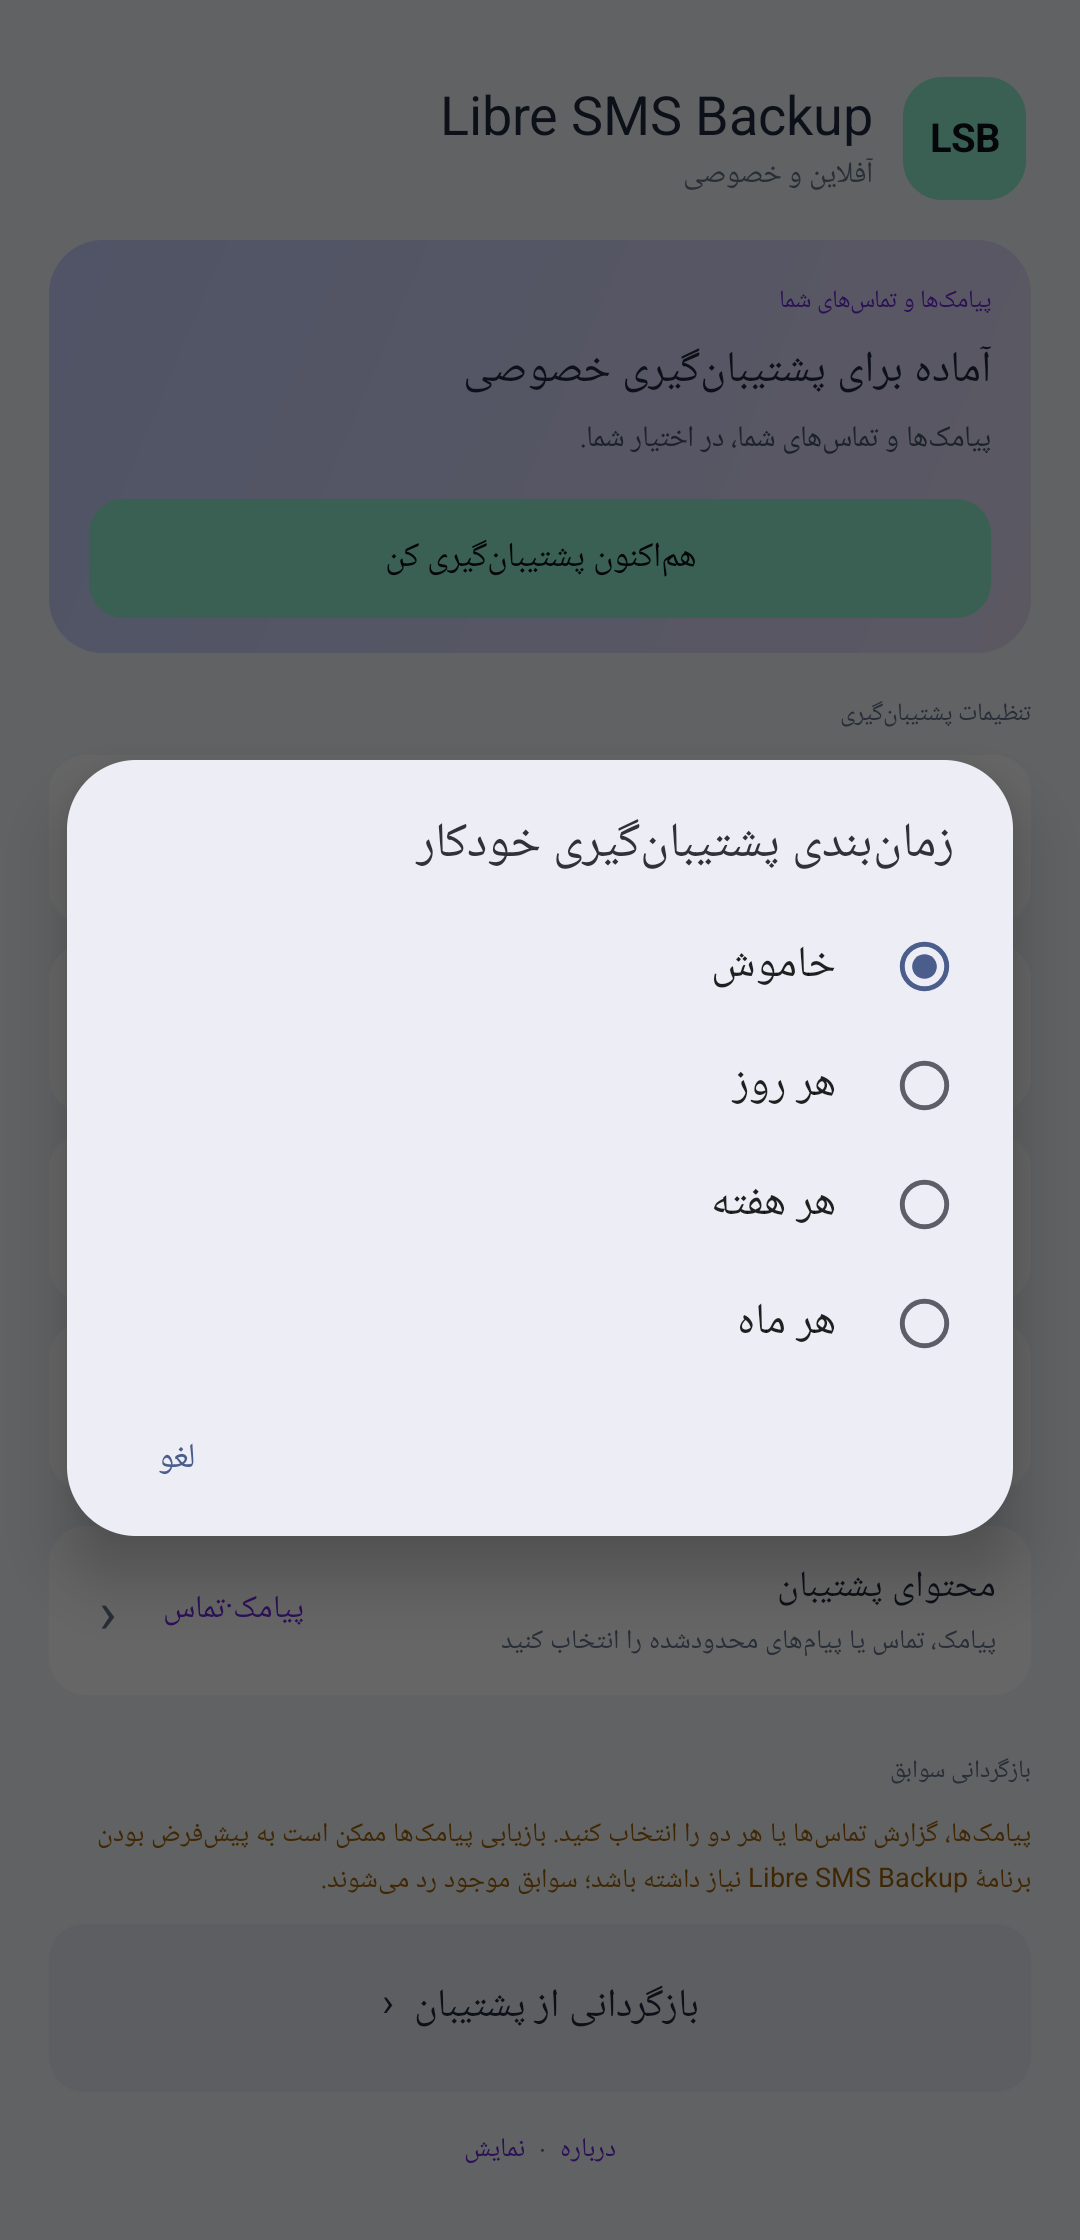 LSB
Libre SMS Backup
آفلاین و خصوصی
پیامک‌ها و تماس‌های شما
آماده برای پشتیبان‌گیری خصوصی
پیامک‌ها و تماس‌های شما، در اختیار شما.
هم‌اکنون پشتیبان‌گیری کن
تنظیمات پشتیبان‌گیری
زمان‌بندی پشتیبان‌گیری خودکار
خاموش
هر روز
هر هفته
هر ماه
لغو
محتوای پشتیبان
پیامک، تماس یا پیام‌های محدودشده را انتخاب کنید
پیامک·تماس
بازگردانی سوابق
پیامک‌ها، گزارش تماس‌ها یا هر دو را انتخاب کنید. بازیابی پیامک‌ها ممکن است به پیش‌فرض بودن
برنامهٔ Libre SMS Backup نیاز داشته باشد؛ سوابق موجود رد می‌شوند.
بازگردانی از پشتیبان ›
درباره · نمایش